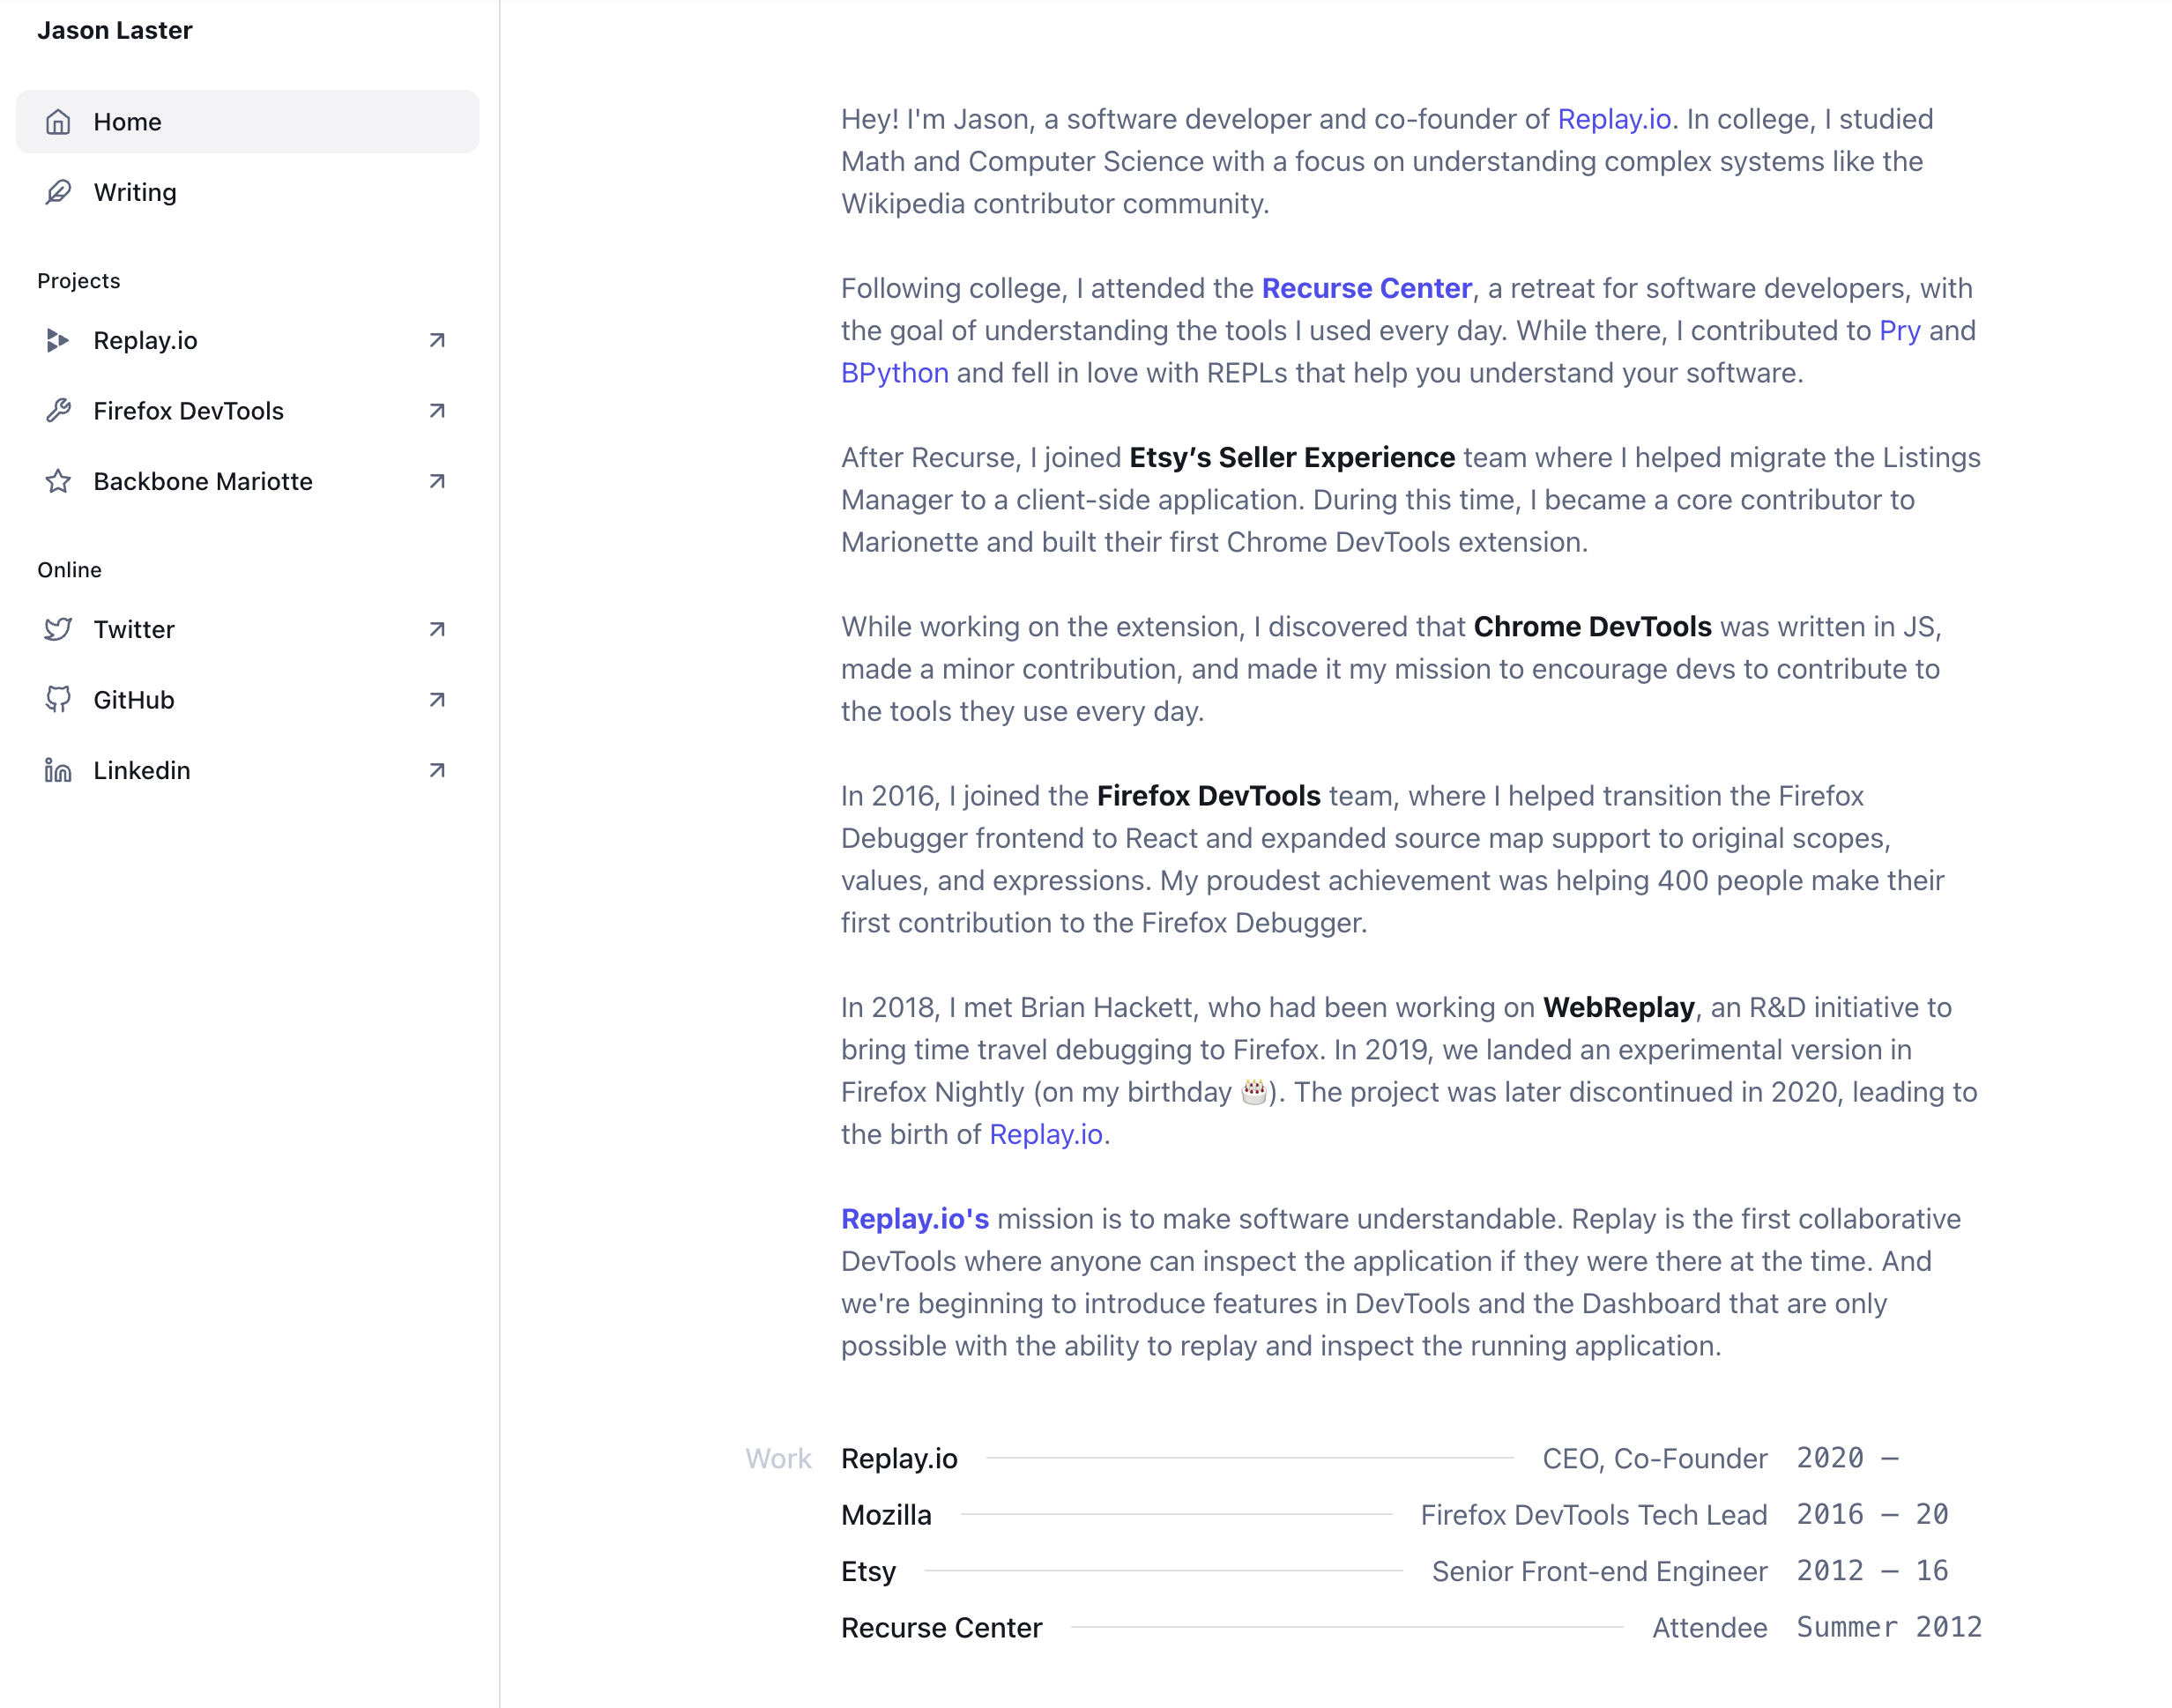 Jason Laster
Home
Writing
Projects
Replay.io
Firefox DevTools
Backbone Mariotte
Online
Twitter
GitHub
Linkedin
Hey! I'm Jason, a software developer and co-founder of Replay.io. In college, I studied
Math and Computer Science with a focus on understanding complex systems like the
Wikipedia contributor community.
Following college, I attended the Recurse Center, a retreat for software developers, with
the goal of understanding the tools I used every day. While there, I contributed to Pry and
BPython and fell in love with REPLs that help you understand your software.
After Recurse, I joined Etsy’s Seller Experience team where I helped migrate the Listings
Manager to a client-side application. During this time, I became a core contributor to
Marionette and built their first Chrome DevTools extension.
While working on the extension, I discovered that Chrome DevTools was written in JS,
made a minor contribution, and made it my mission to encourage devs to contribute to
the tools they use every day.
In 2016, I joined the Firefox DevTools team, where I helped transition the Firefox
Debugger frontend to React and expanded source map support to original scopes,
values, and expressions. My proudest achievement was helping 400 people make their
first contribution to the Firefox Debugger.
In 2018, I met Brian Hackett, who had been working on WebReplay, an R&D initiative to
bring time travel debugging to Firefox. In 2019, we landed an experimental version in
Firefox Nightly (on my birthday 🎂). The project was later discontinued in 2020, leading to
the birth of Replay.io.
Replay.io's mission is to make software understandable. Replay is the first collaborative
DevTools where anyone can inspect the application if they were there at the time. And
we're beginning to introduce features in DevTools and the Dashboard that are only
possible with the ability to replay and inspect the running application.
Work Replay.io CEO, Co-Founder 2020 —
Mozilla Firefox DevTools Tech Lead 2016 — 20
Etsy Senior Front-end Engineer 2012 — 16
Recurse Center Attendee Summer 2012